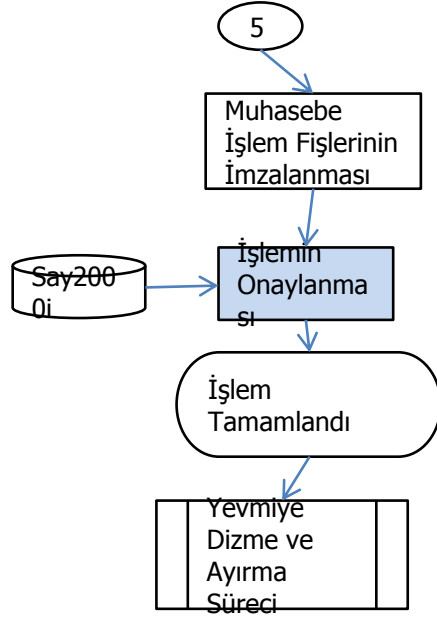 5
Muhasebe
İşlem Fişlerinin
İmzalanması
Say200
0i
İşlemin
Onaylanma
sı
İşlem
Tamamlandı
Yevmiye
Dizme ve
Ayırma
Süreci